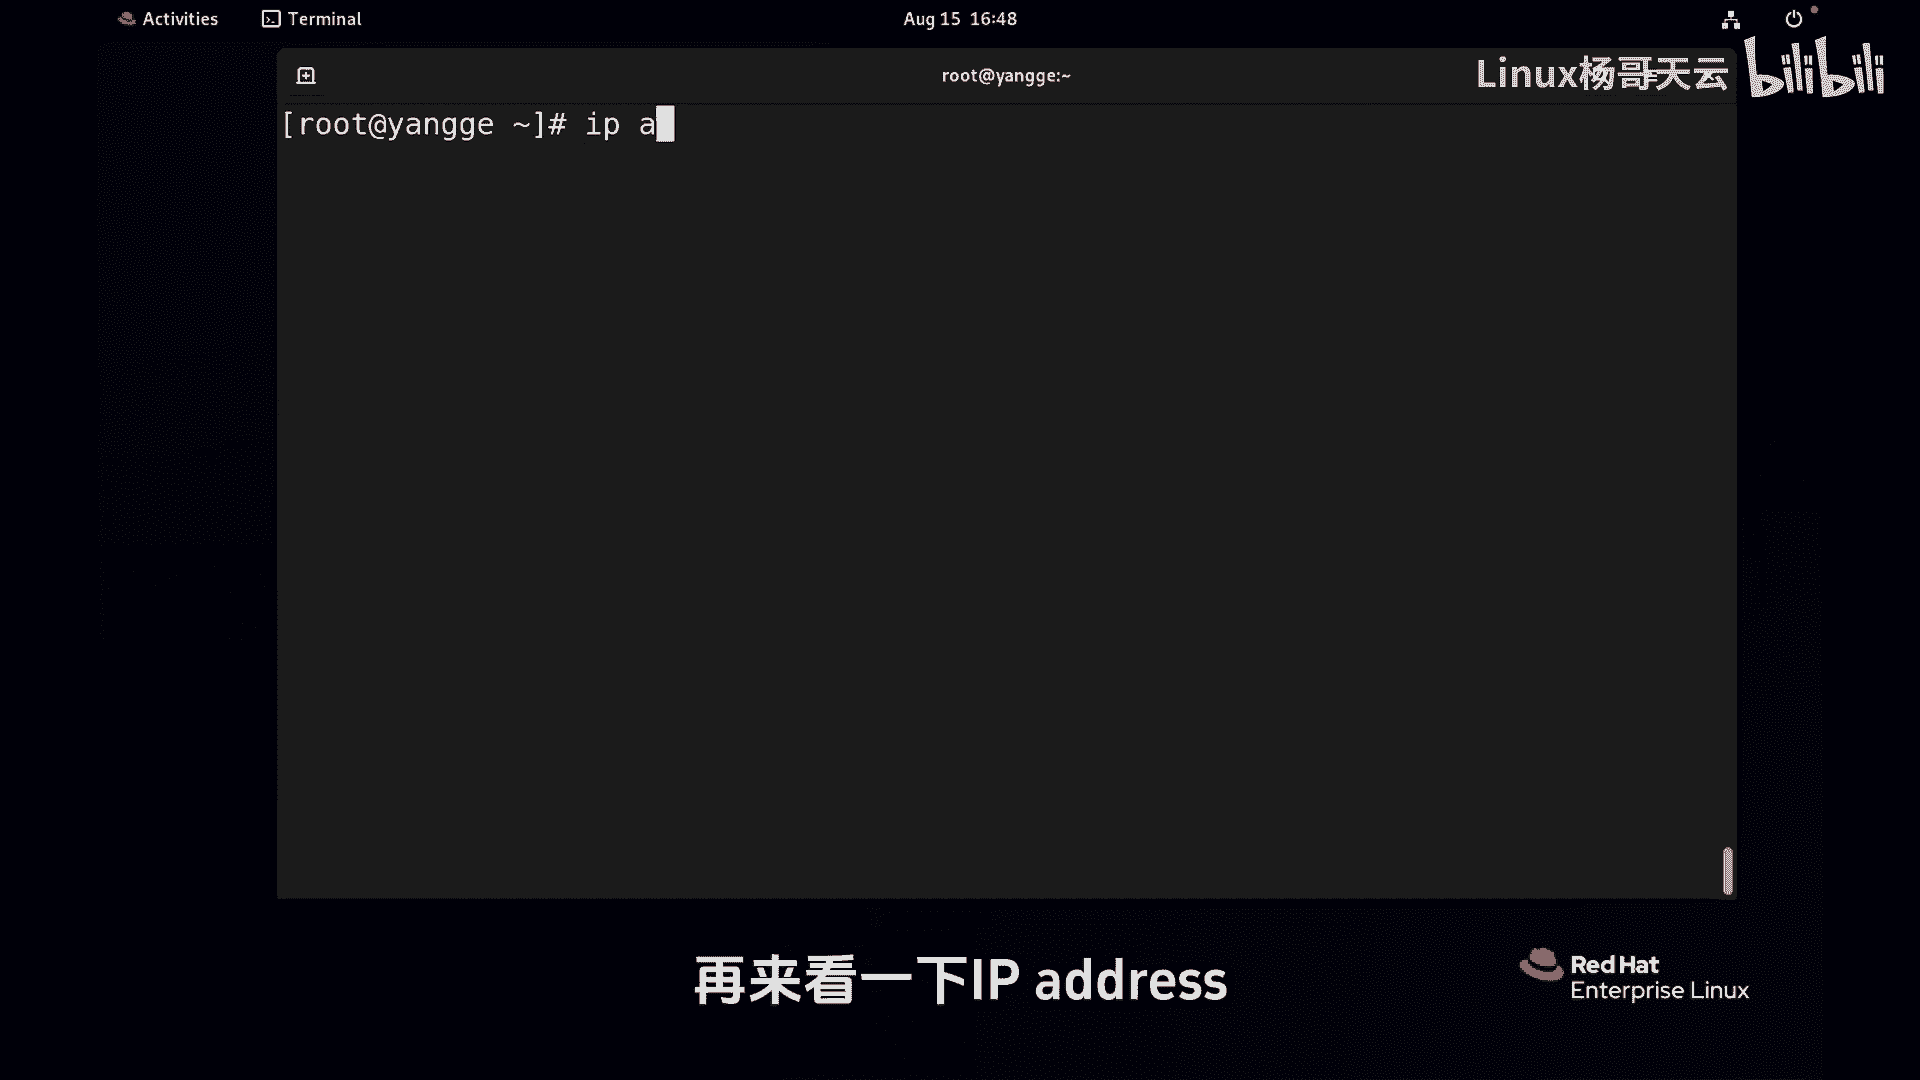 Activities
Terminal
Aug 15 16:48
root@yangge:~
Linux杨哥天云
bilibili
[root@yangge ~]# ip a
再来看一下IP address
Red Hat
Enterprise Linux